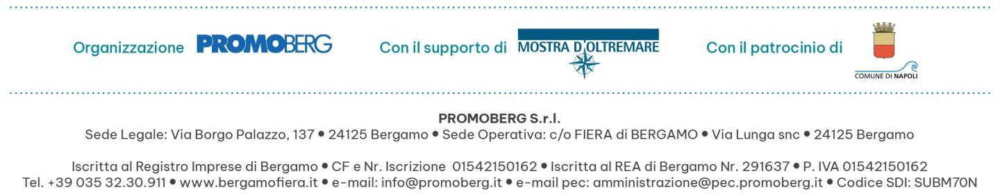 Organizzazione PROMOBERG Con il supporto di MOSTRA D'OLTREMARE Con il patrocinio di
COMUNE DI NAPOLI
PROMOBERG S.r.l.
Sede Legale: Via Borgo Palazzo, 137 • 24125 Bergamo • Sede Operativa: c/o FIERA di BERGAMO • Via Lunga snc • 24125 Bergamo
Iscritta al Registro Imprese di Bergamo • CF e Nr. Iscrizione 01542150162 • Iscritta al REA di Bergamo Nr. 291637 • P. IVA 01542150162
Tel. +39 035 32.30.911 • www.bergamofiera.it • e-mail: info@promoberg.it • e-mail pec: amministrazione@pec.promoberg.it • Codice SDI: SUBM70N